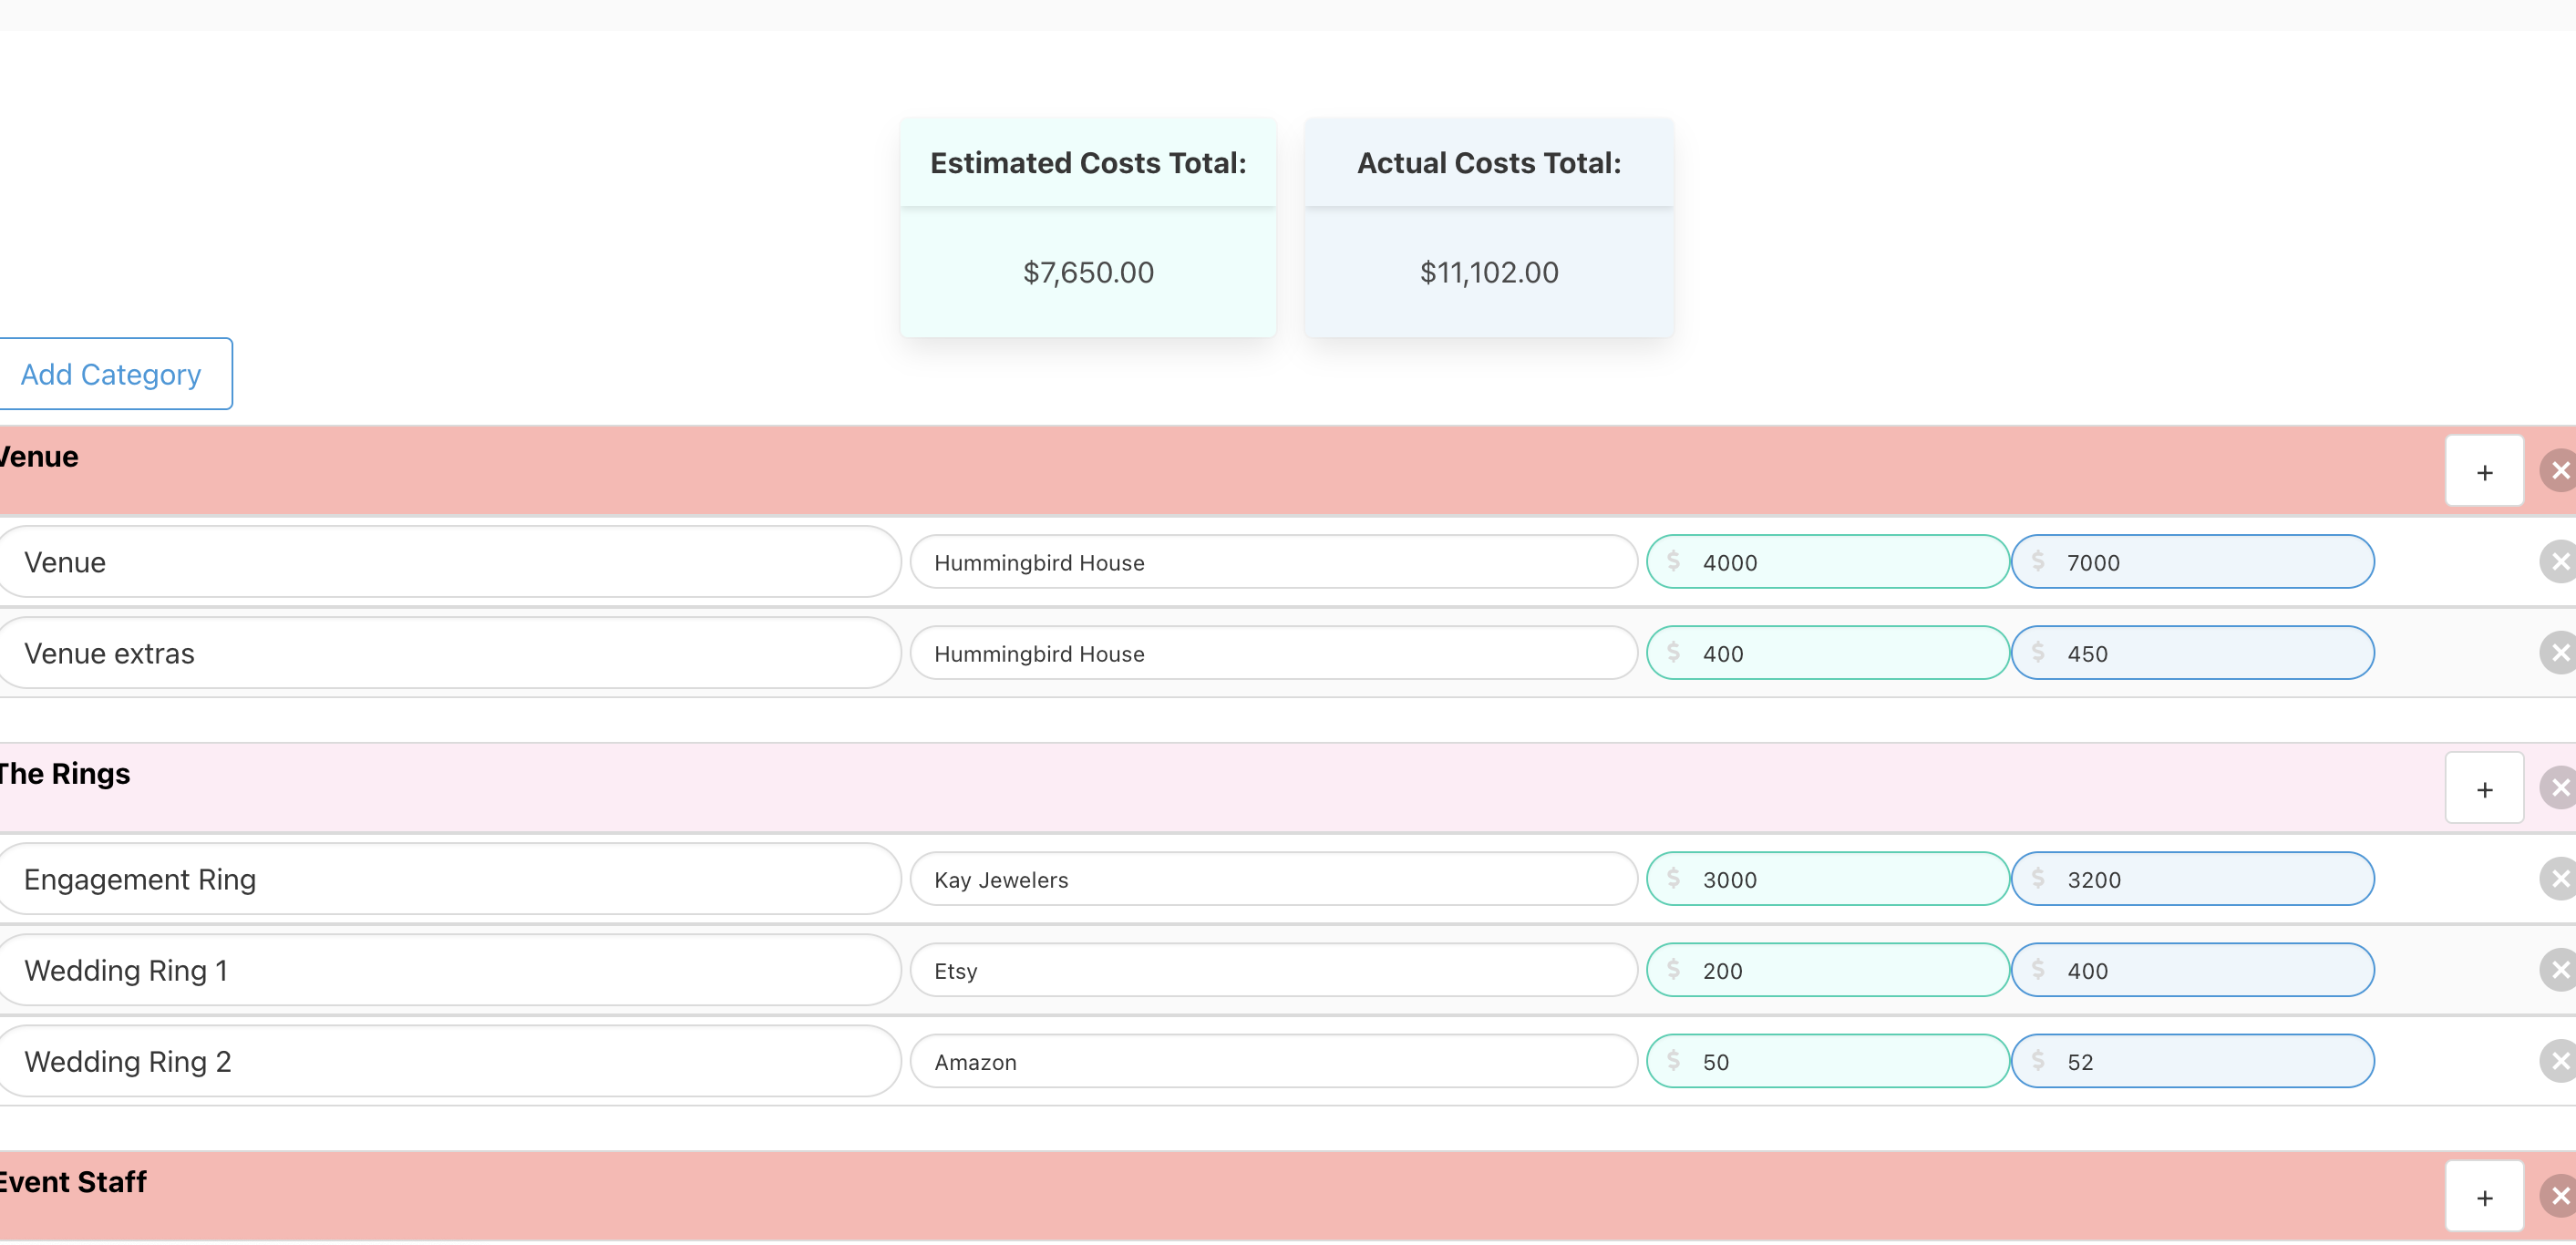 Estimated Costs Total: Actual Costs Total:
$7,650.00 $11,102.00
Add Category
Venue +
Venue Hummingbird House $ 4000 $ 7000
Venue extras Hummingbird House $ 400 $ 450
The Rings +
Engagement Ring Kay Jewelers $ 3000 $ 3200
Wedding Ring 1 Etsy $ 200 $ 400
Wedding Ring 2 Amazon $ 50 $ 52
Event Staff +